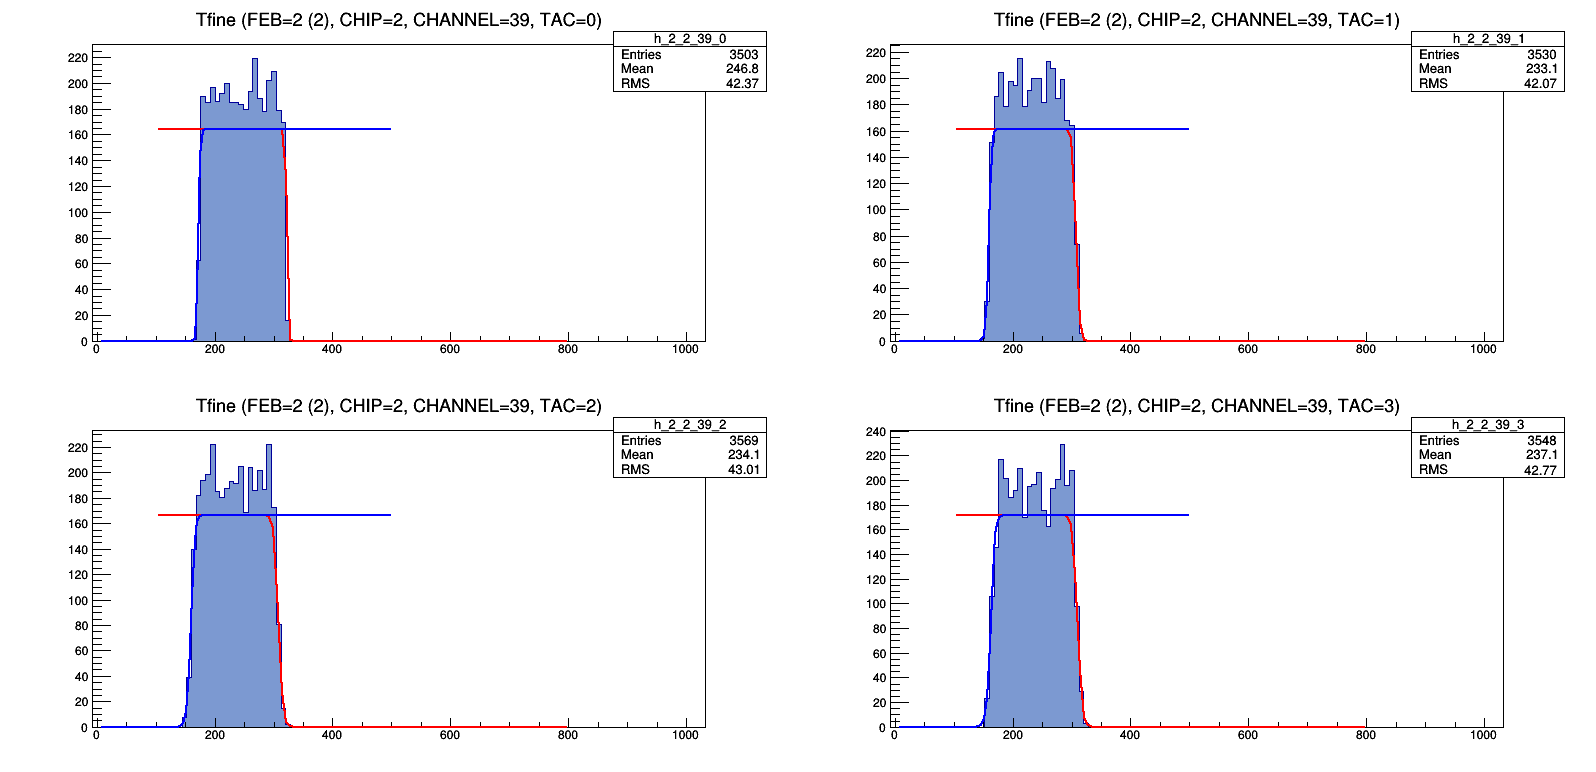 Tfine (FEB=2 (2), CHIP=2, CHANNEL=39, TAC=0)
h_2_2_39_0
Entries 3503
Mean 246.8
RMS 42.37
220
200
180
160
140
120
100
80
60
40
20
0
0 200 400 600 800 1000
Tfine (FEB=2 (2), CHIP=2, CHANNEL=39, TAC=1)
h_2_2_39_1
Entries 3530
Mean 233.1
RMS 42.07
220
200
180
160
140
120
100
80
60
40
20
0
0 200 400 600 800 1000
Tfine (FEB=2 (2), CHIP=2, CHANNEL=39, TAC=2)
h_2_2_39_2
Entries 3569
Mean 234.1
RMS 43.01
220
200
180
160
140
120
100
80
60
40
20
0
0 200 400 600 800 1000
Tfine (FEB=2 (2), CHIP=2, CHANNEL=39, TAC=3)
h_2_2_39_3
Entries 3548
Mean 237.1
RMS 42.77
240
220
200
180
160
140
120
100
80
60
40
20
0
0 200 400 600 800 1000